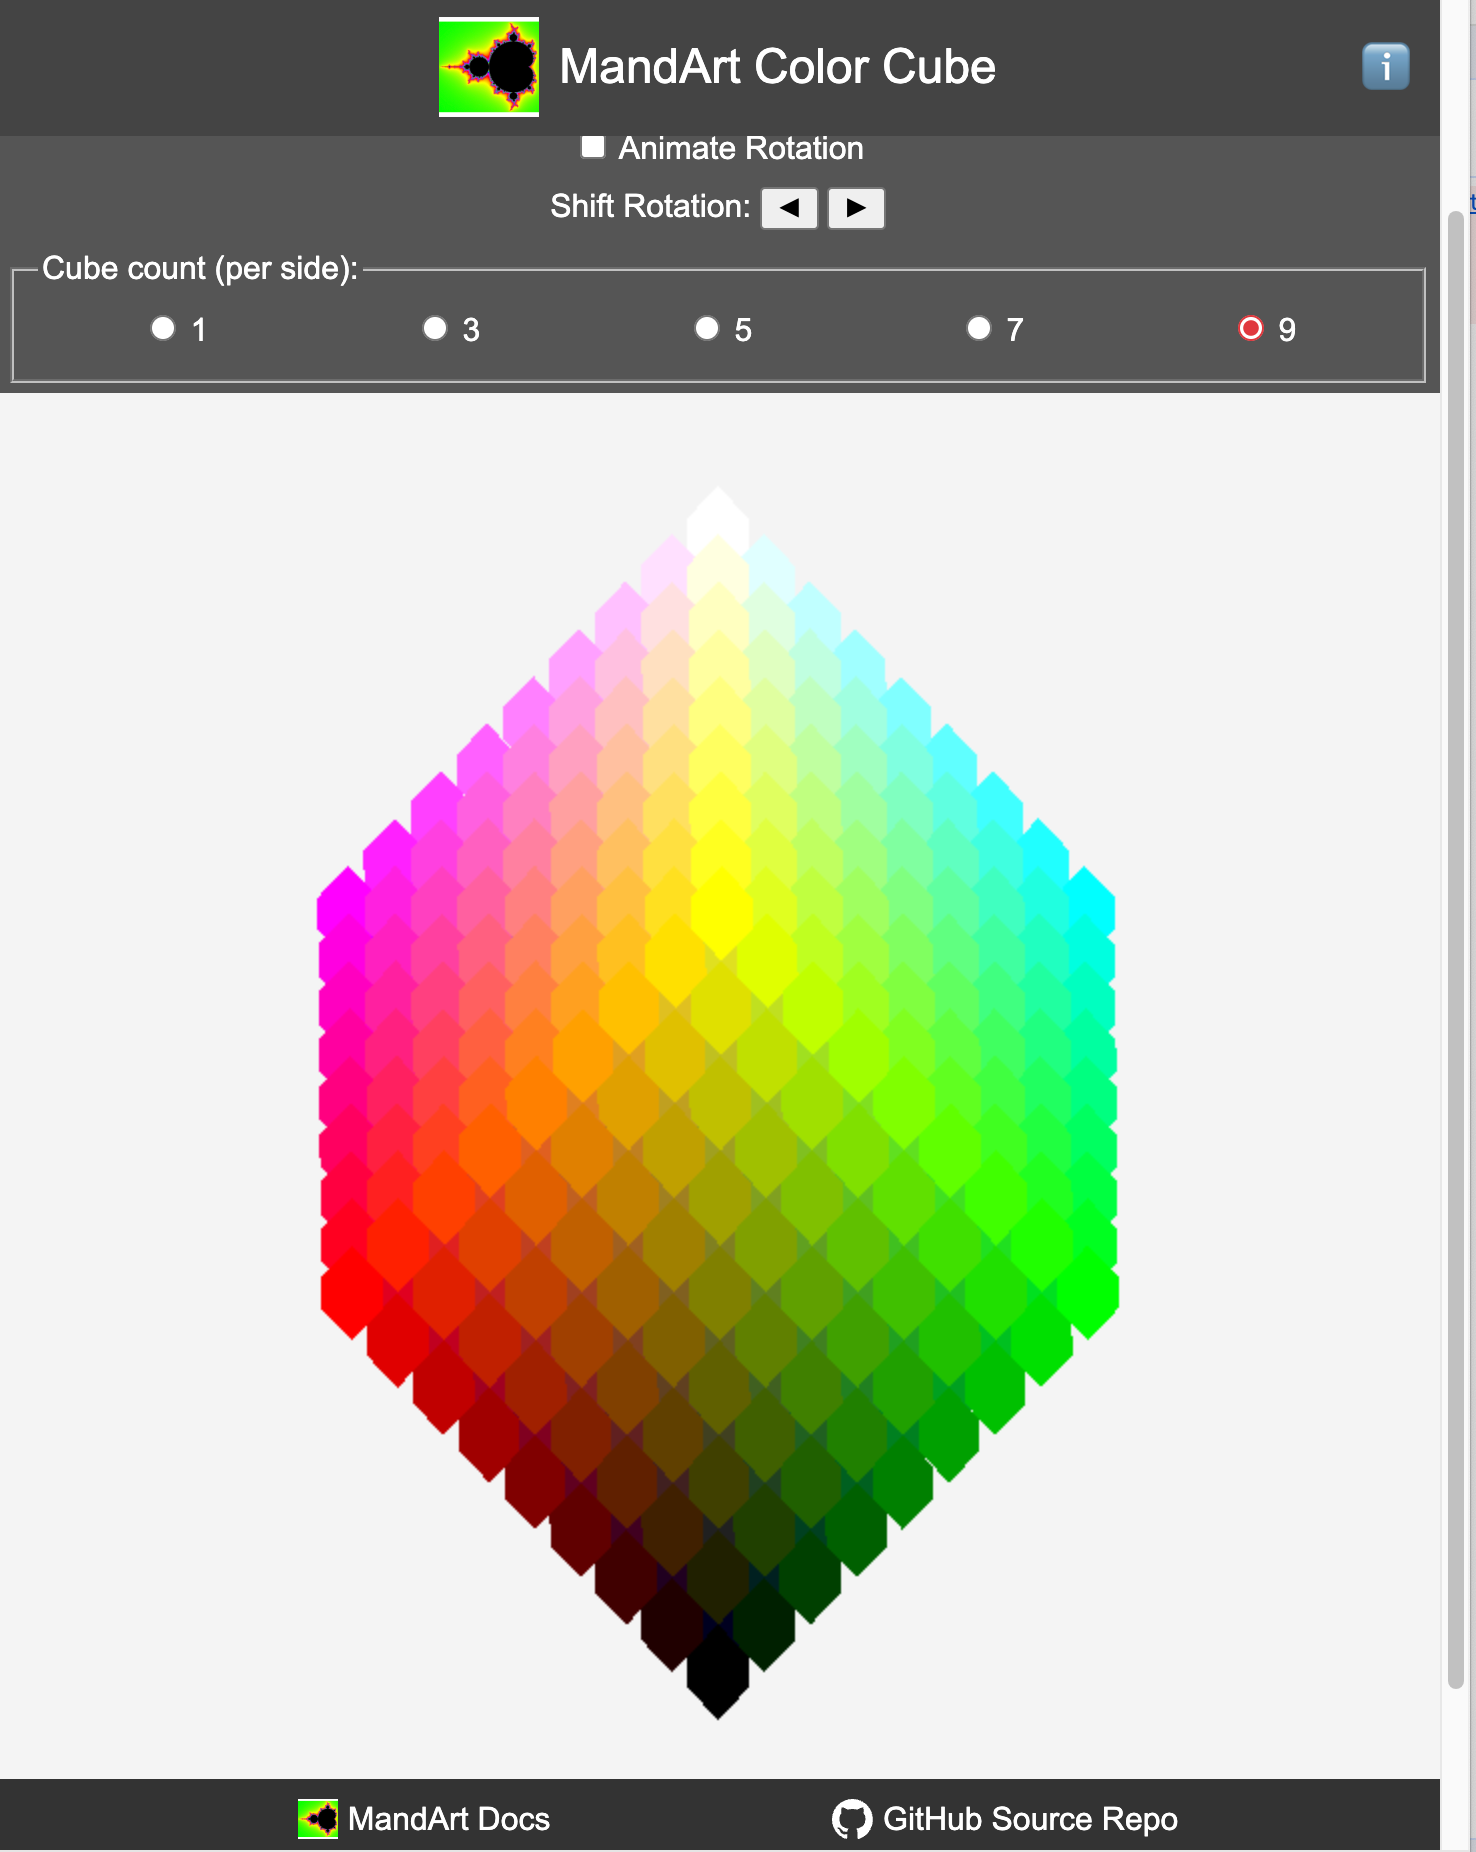 MandArt Color Cube
Animate Rotation
Shift Rotation: ◀ ▶
Cube count (per side):
1 3 5 7 9
MandArt Docs GitHub Source Repo